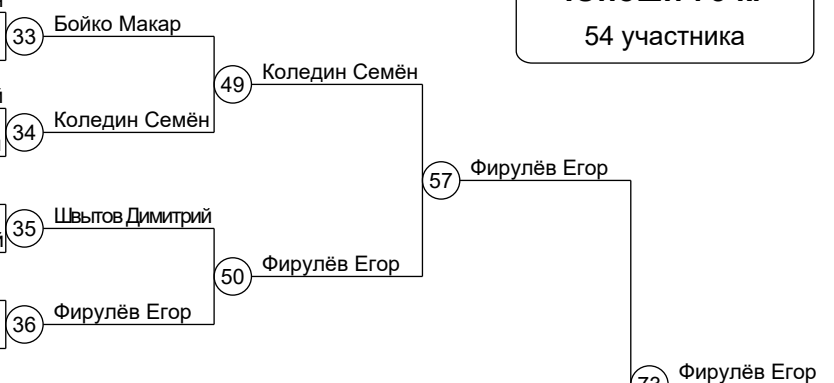 33 Бойко Макар
54 участника
49 Коледин Семён
34 Коледин Семён
57 Фирулёв Егор
35 Швытов Димитрий
50 Фирулёв Егор
36 Фирулёв Егор
Фирулёв Егор